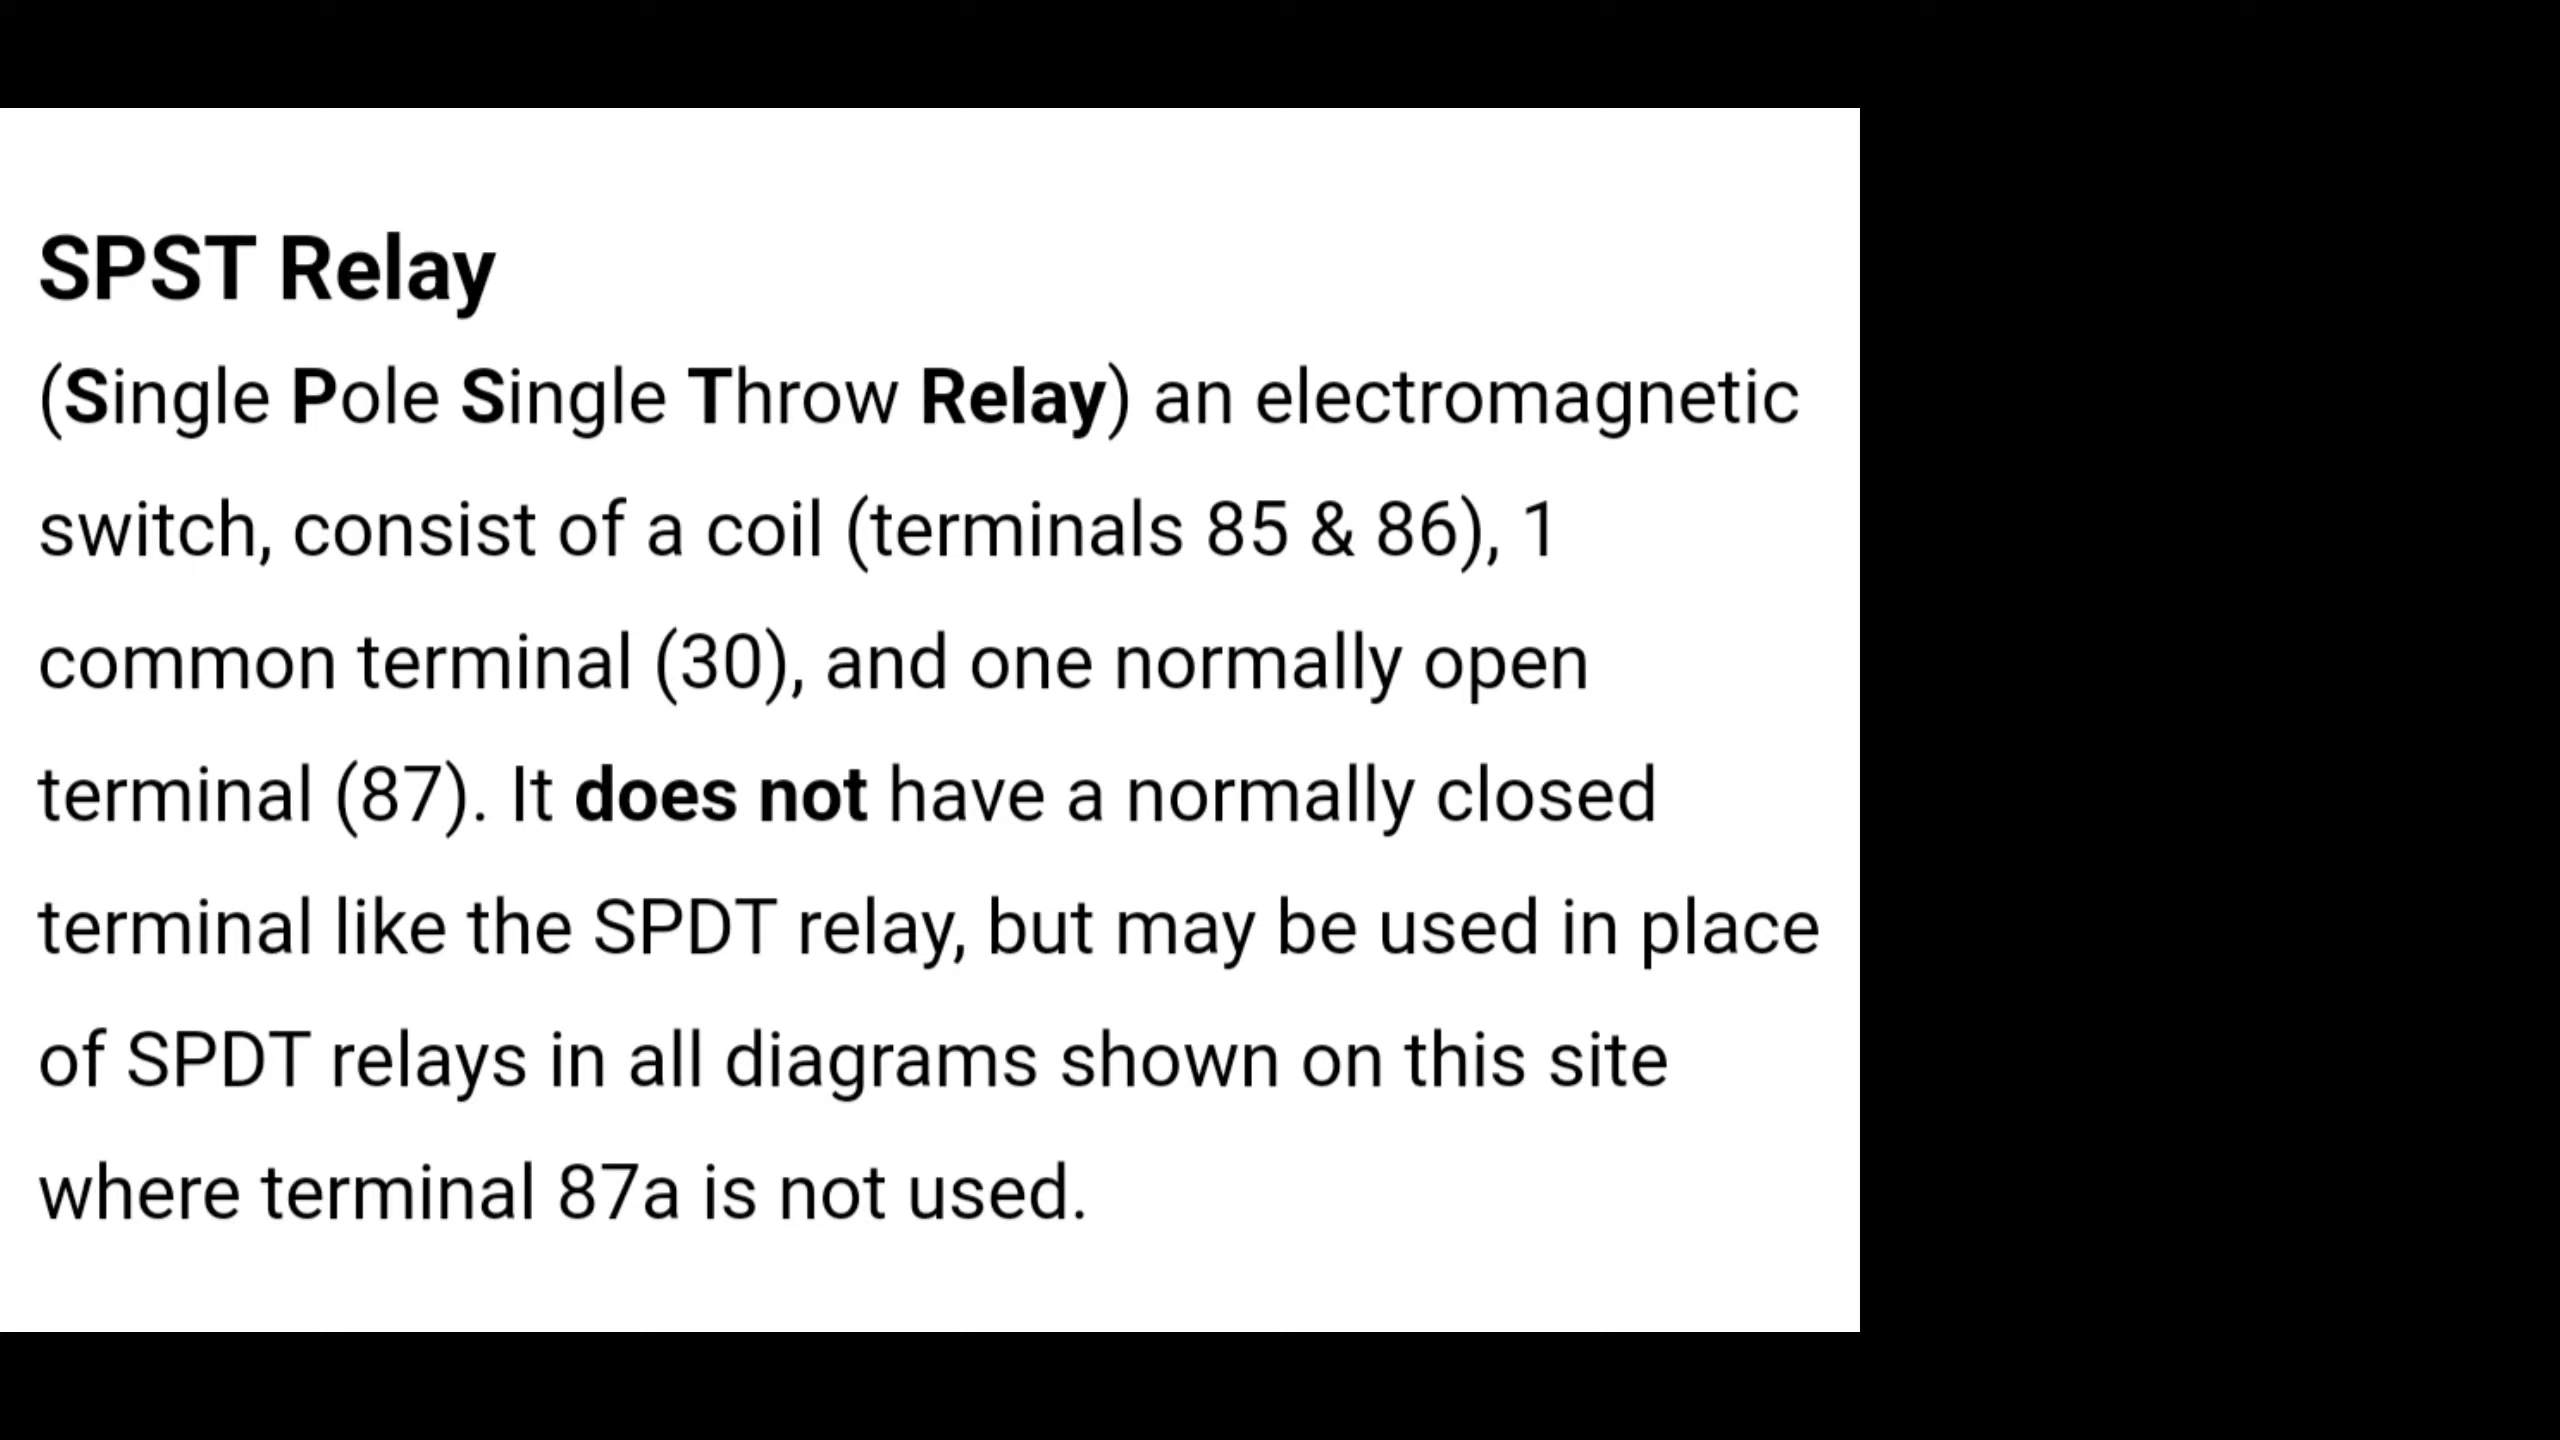 SPST Relay
(Single Pole Single Throw Relay) an electromagnetic
switch, consist of a coil (terminals 85 & 86), 1
common terminal (30), and one normally open
terminal (87). It does not have a normally closed
terminal like the SPDT relay, but may be used in place
of SPDT relays in all diagrams shown on this site
where terminal 87a is not used.